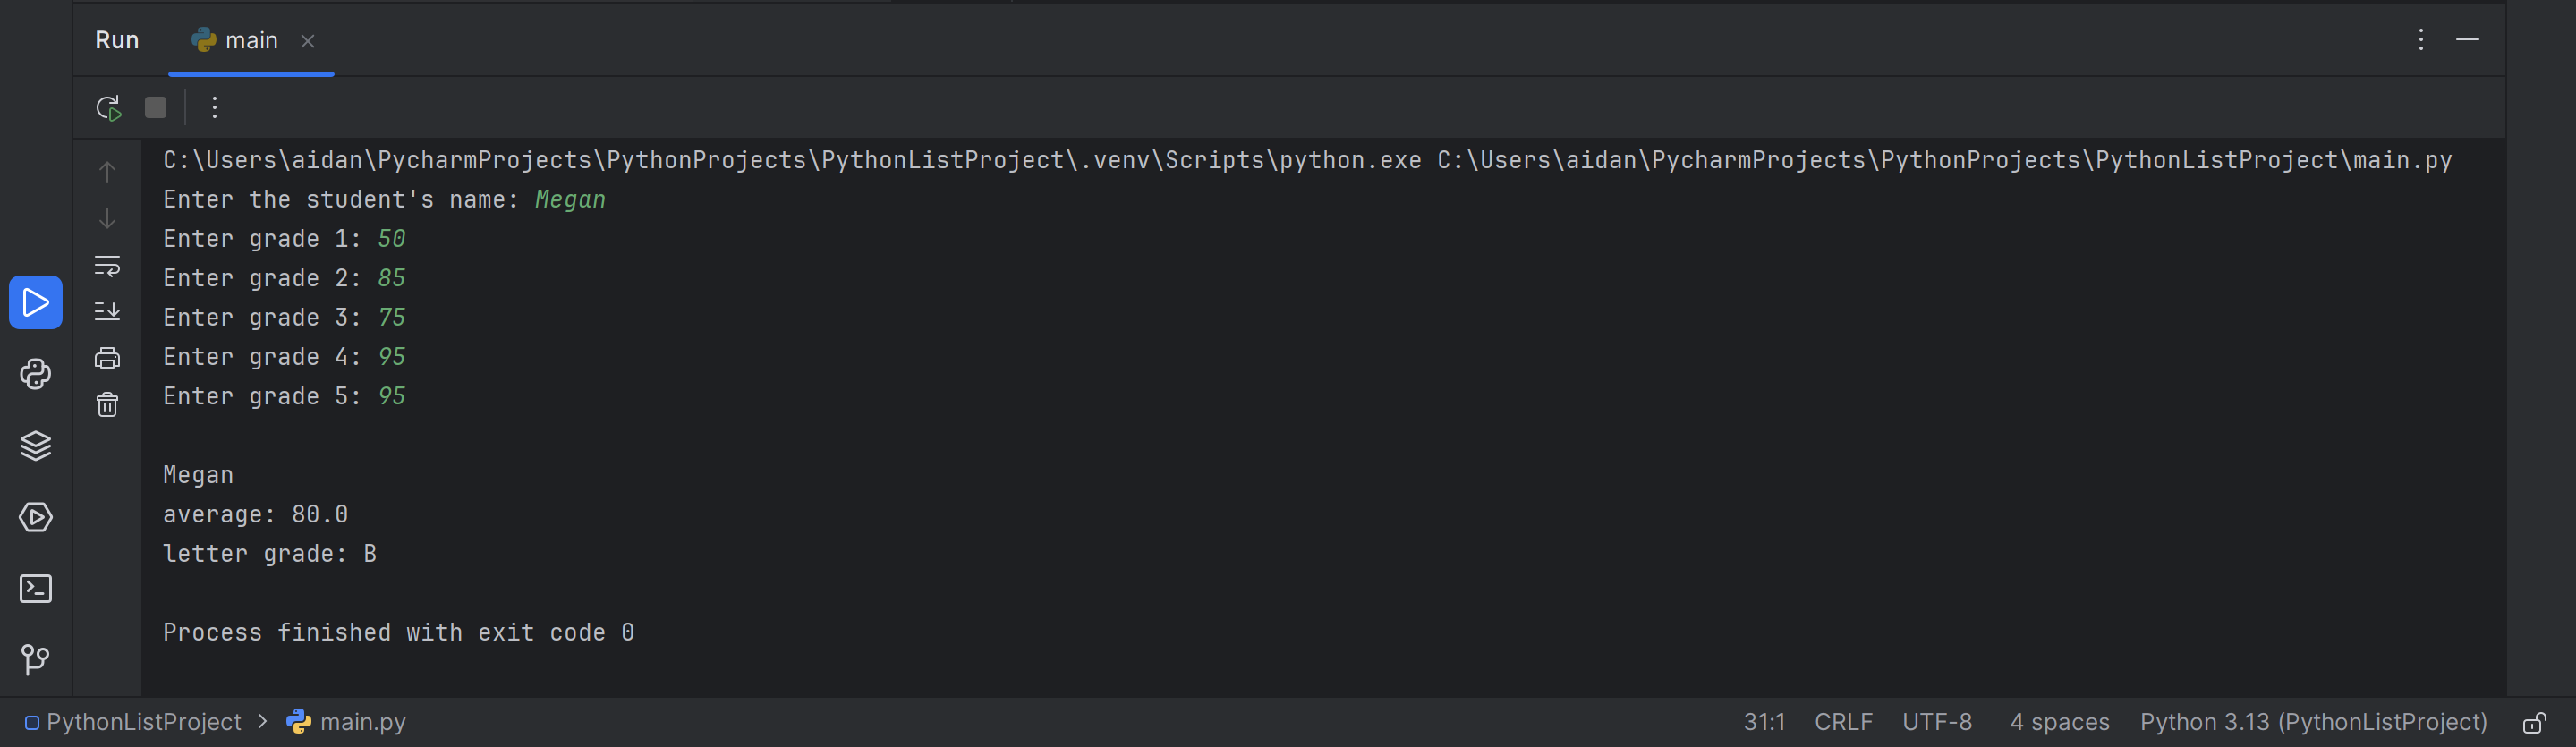 Run main
C:\Users\aidan\PycharmProjects\PythonProjects\PythonListProject\.venv\Scripts\python.exe C:\Users\aidan\PycharmProjects\PythonProjects\PythonListProject\main.py
Enter the student's name: Megan
Enter grade 1: 50
Enter grade 2: 85
Enter grade 3: 75
Enter grade 4: 95
Enter grade 5: 95
Megan
average: 80.0
letter grade: B
Process finished with exit code 0
PythonListProject > main.py 31:1 CRLF UTF-8 4 spaces Python 3.13 (PythonListProject)